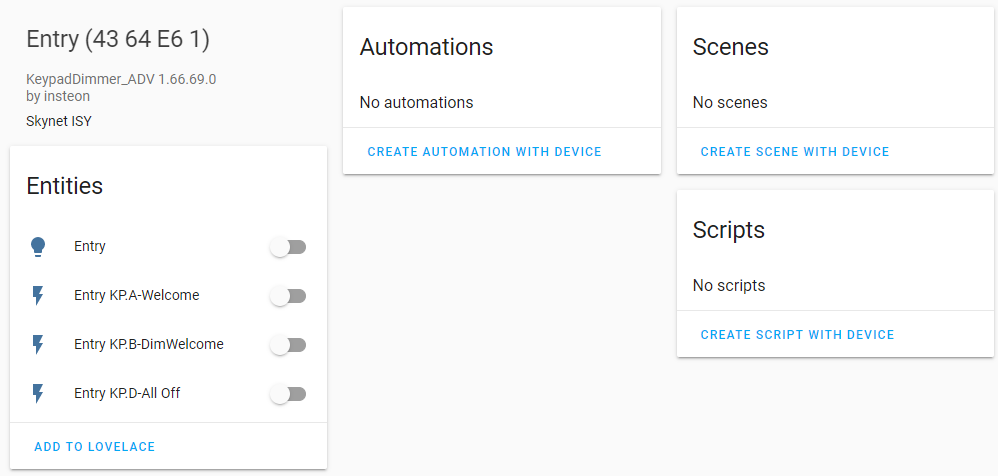 Entry (43 64 E6 1)
KeypadDimmer_ADV 1.66.69.0
by insteon
Skynet ISY
Entities
Entry
Entry KP.A-Welcome
Entry KP.B-DimWelcome
Entry KP.D-All Off
ADD TO LOVELACE
Automations
No automations
CREATE AUTOMATION WITH DEVICE
Scenes
No scenes
CREATE SCENE WITH DEVICE
Scripts
No scripts
CREATE SCRIPT WITH DEVICE